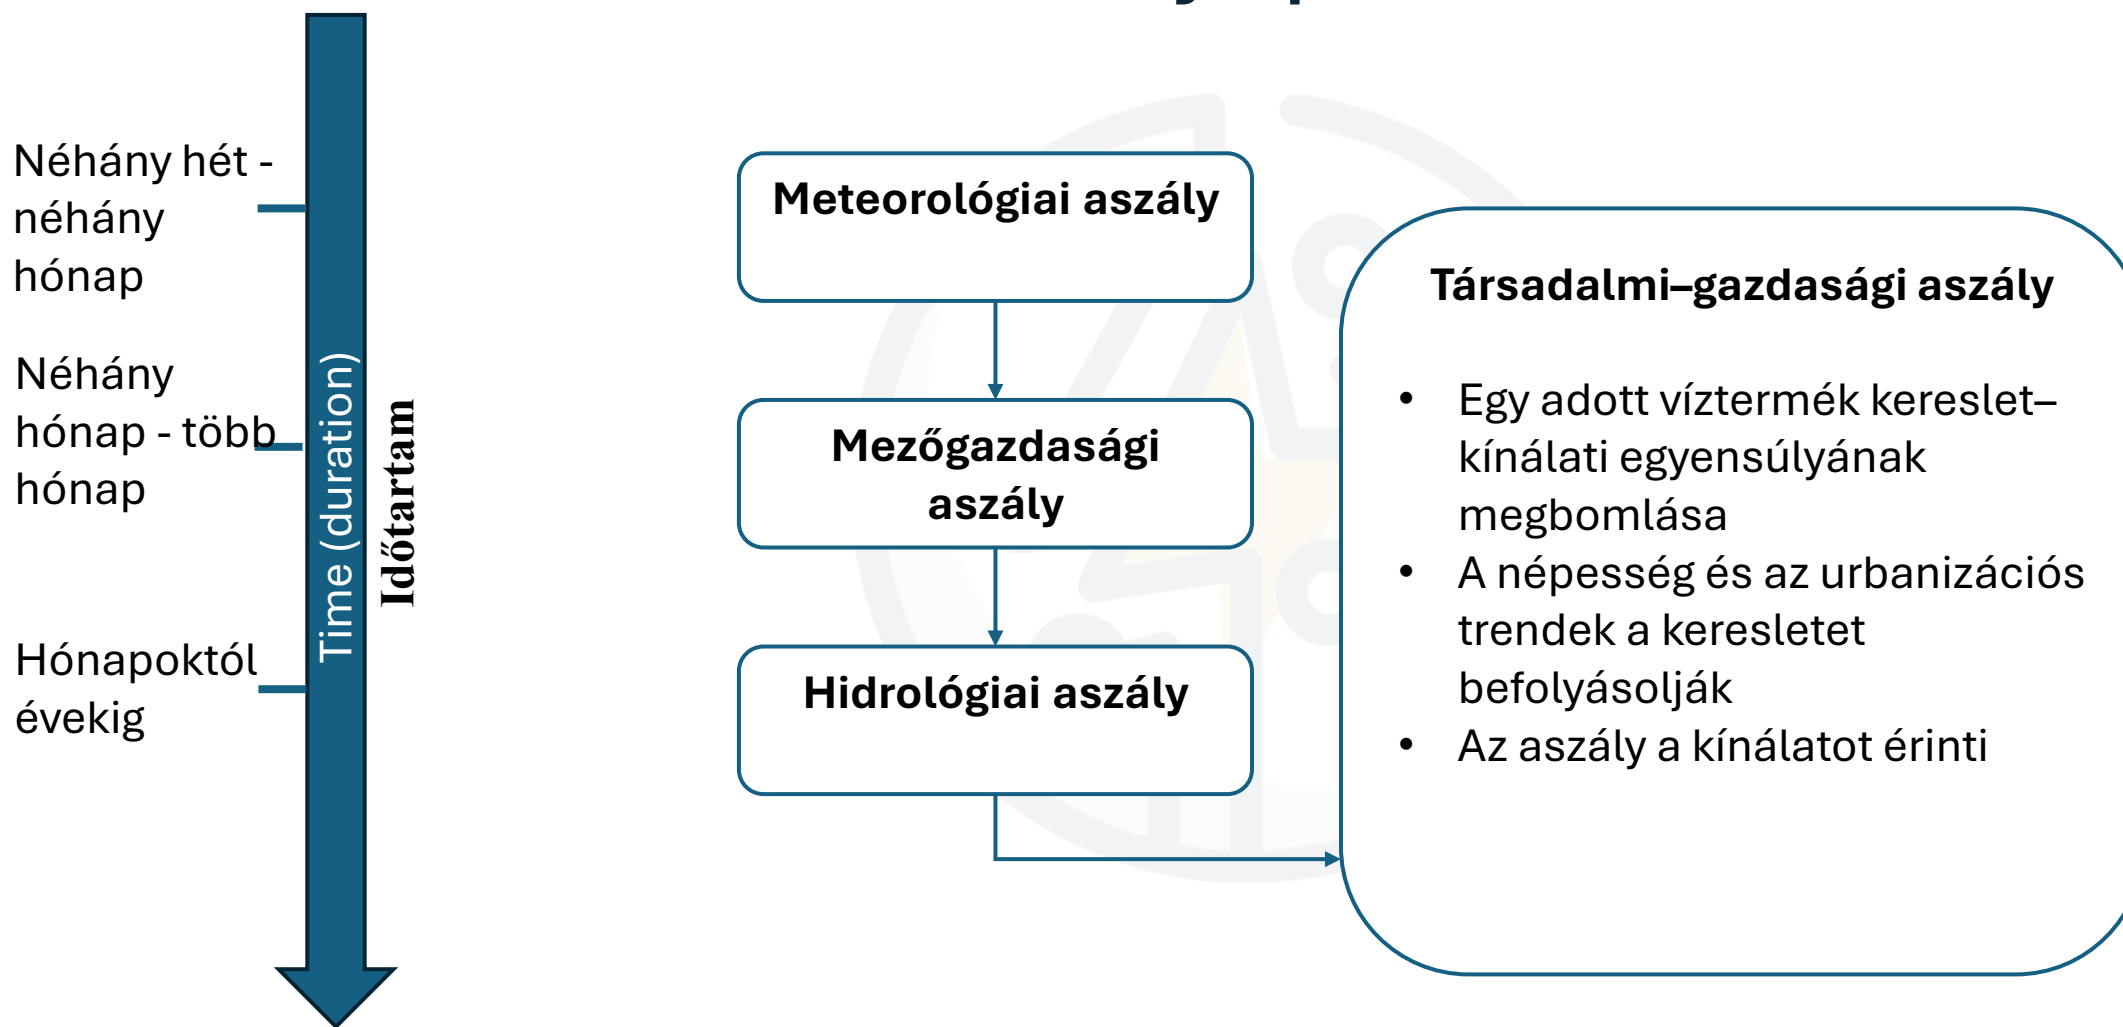 Néhány hét -
néhány
hónap
Néhány
hónap - több
hónap
Hónapoktól
évekig
Time (duration)
Időtartam
Meteorológiai aszály
Mezőgazdasági
aszály
Hidrológiai aszály
Társadalmi–gazdasági aszály
• Egy adott víztermék kereslet–
kínálati egyensúlyának
megbomlása
• A népesség és az urbanizációs
trendek a keresletet
befolyásolják
• Az aszály a kínálatot érinti